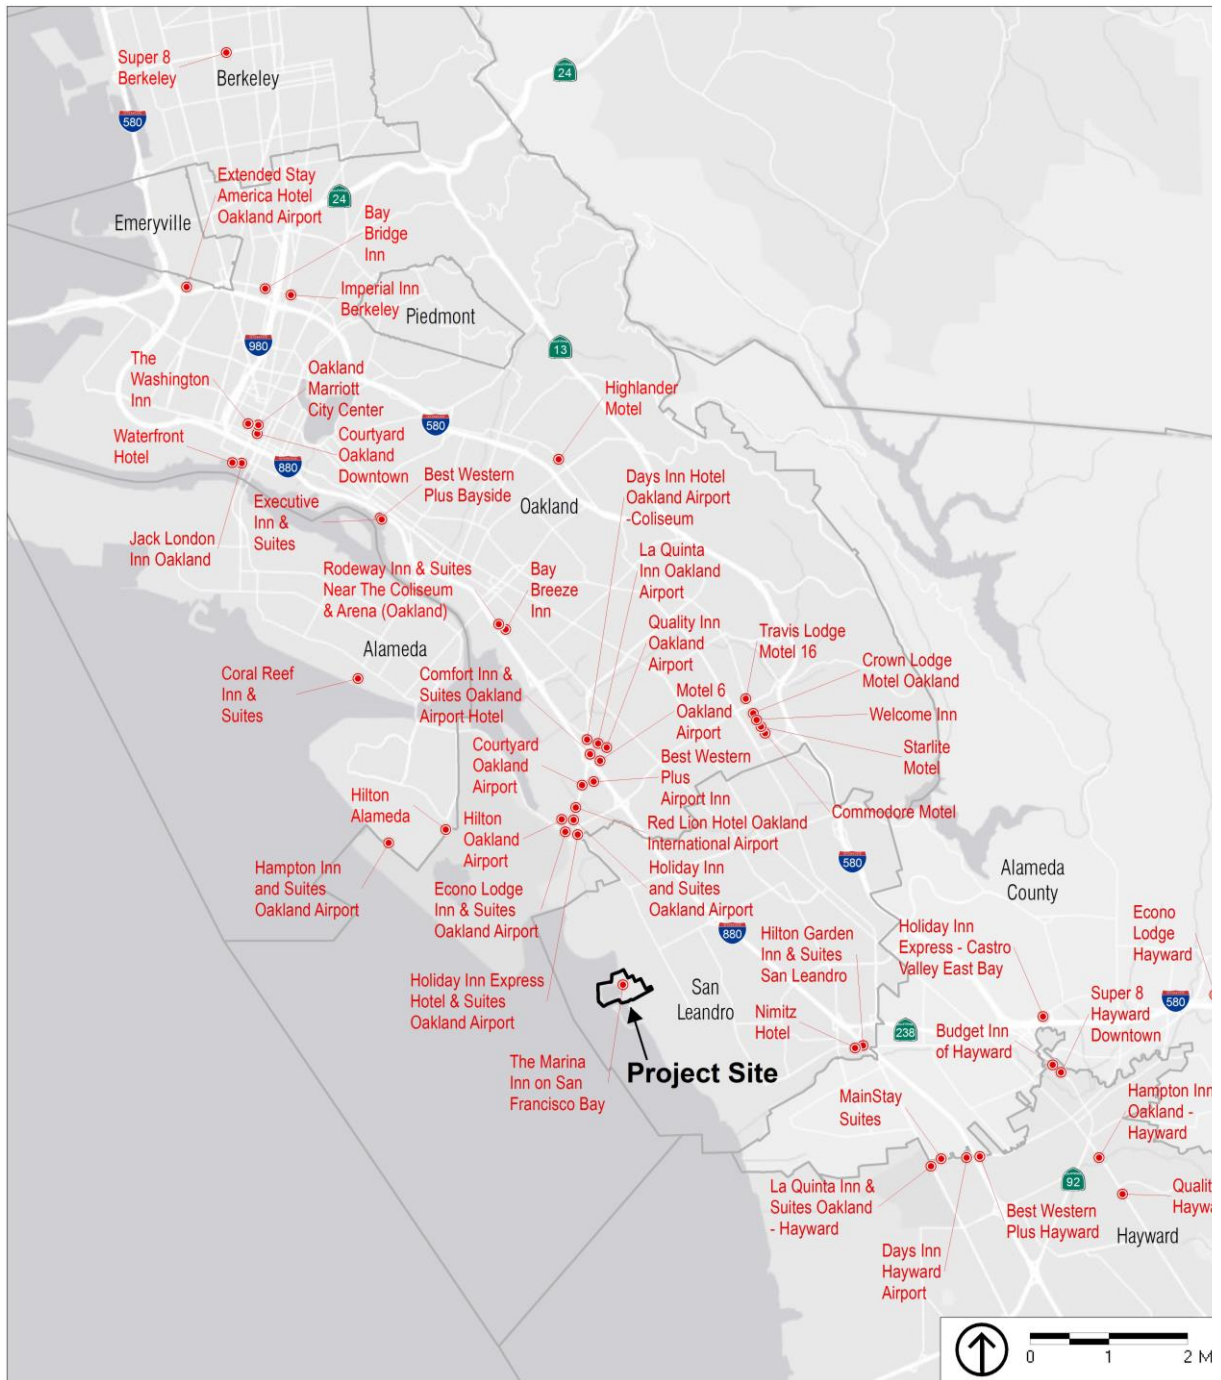 Super 8
Berkeley
Berkeley
24
580
Extended Stay
America Hotel
Oakland Airport
24
Emeryville
Bay
Bridge
Inn
Imperial Inn
Berkeley
Piedmont
980
13
The
Washington
Inn
Oakland
Marriott
City Center
Highlander
Motel
580
Waterfront
Hotel
Courtyard
Oakland
Downtown
880
Best Western
Plus Bayside
Days Inn Hotel
Oakland Airport
-Coliseum
Executive
Inn &
Suites
Oakland
Jack London
Inn Oakland
La Quinta
Inn Oakland
Airport
Rodeway Inn & Suites
Near The Coliseum
& Arena (Oakland)
Bay
Breeze
Inn
Quality Inn
Oakland
Airport
Travis Lodge
Motel 16
Alameda
Crown Lodge
Motel Oakland
Coral Reef
Inn &
Suites
Comfort Inn &
Suites Oakland
Airport Hotel
Motel 6
Oakland
Airport
Welcome Inn
Starlite
Motel
Courtyard
Oakland
Airport
Best Western
Plus
Airport Inn
Hilton
Alameda
Commodore Motel
Hilton
Oakland
Airport
Red Lion Hotel Oakland
International Airport
580
Hampton Inn
and Suites
Oakland Airport
Holiday Inn
and Suites
Oakland Airport
Alameda
County
Econo Lodge
Inn & Suites
Oakland Airport
Econo
Lodge
Hayward
880
Hilton Garden
Inn & Suites
San Leandro
Holiday Inn
Express - Castro
Valley East Bay
Holiday Inn Express
Hotel & Suites
Oakland Airport
San
Leandro
Nimitz
Hotel
Super 8
Hayward
Downtown
580
238
Budget Inn
of Hayward
The Marina
Inn on San
Francisco Bay
Project Site
MainStay
Suites
Hampton Inn
Oakland -
Hayward
La Quinta Inn &
Suites Oakland
- Hayward
92
Best Western
Plus Hayward
Qualit
Haywa
Hayward
Days Inn
Hayward
Airport
0 1 2 M